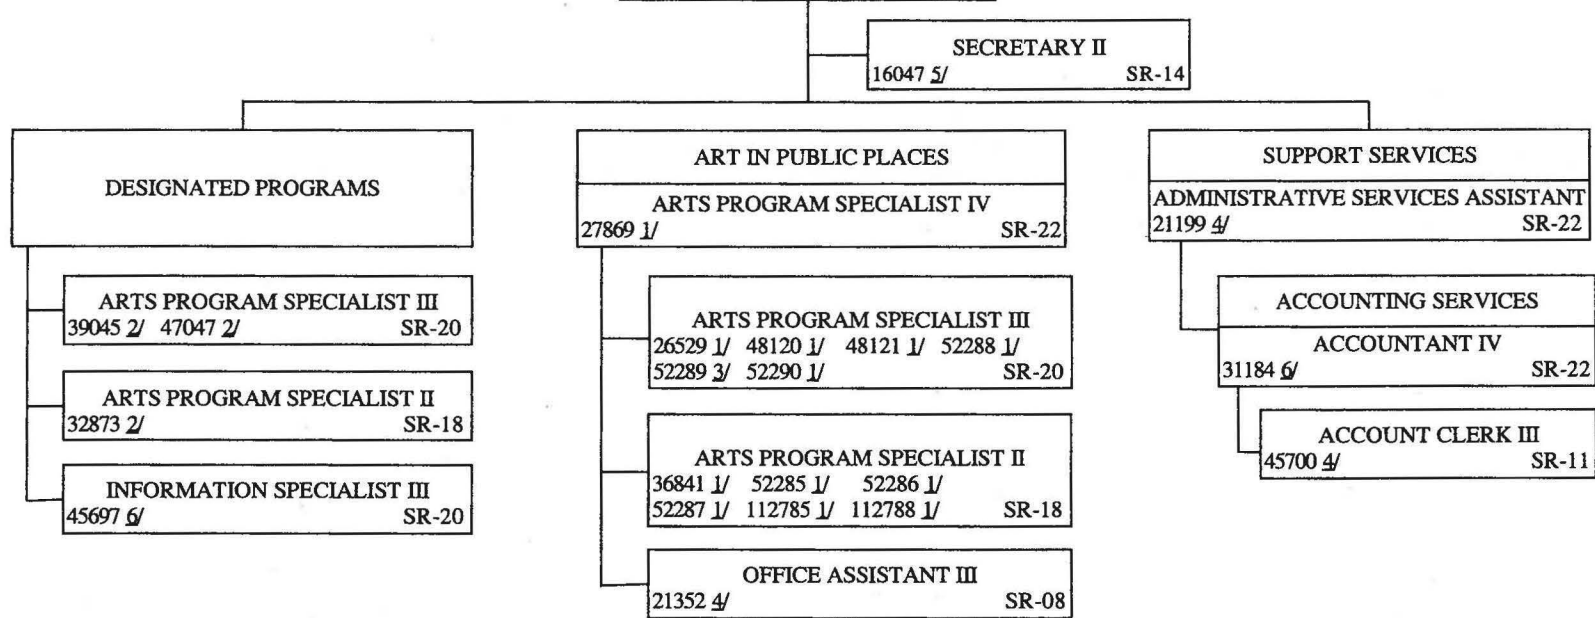 SECRETARY II
16047 5/ SR-14
DESIGNATED PROGRAMS
ARTS PROGRAM SPECIALIST III
39045 2/ 47047 2/ SR-20
ARTS PROGRAM SPECIALIST II
32873 2/ SR-18
INFORMATION SPECIALIST III
45697 6/ SR-20
ART IN PUBLIC PLACES
ARTS PROGRAM SPECIALIST IV
27869 1/ SR-22
ARTS PROGRAM SPECIALIST III
26529 1/ 48120 1/ 48121 1/ 52288 1/
52289 3/ 52290 1/ SR-20
ARTS PROGRAM SPECIALIST II
36841 1/ 52285 1/ 52286 1/
52287 1/ 112785 1/ 112788 1/ SR-18
OFFICE ASSISTANT III
21352 4/ SR-08
SUPPORT SERVICES
ADMINISTRATIVE SERVICES ASSISTANT
21199 4/ SR-22
ACCOUNTING SERVICES
ACCOUNTANT IV
31184 6/ SR-22
ACCOUNT CLERK III
45700 4/ SR-11